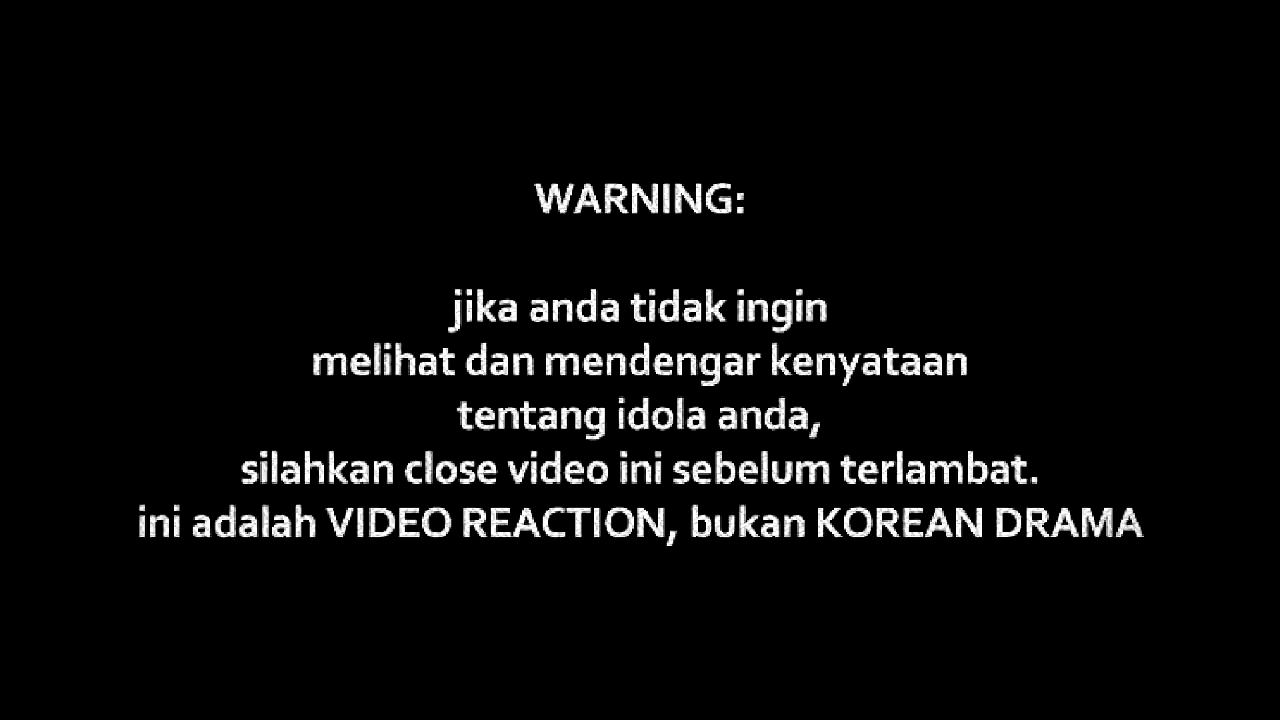 WARNING:
jika anda tidak ingin
melihat dan mendengar kenyataan
tentang idola anda,
silahkan close video ini sebelum terlambat.
ini adalah VIDEO REACTION, bukan KOREAN DRAMA